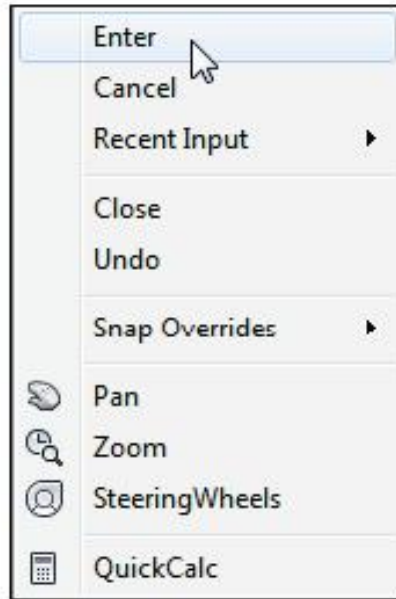 Enter
Cancel
Recent Input
Close
Undo
Snap Overrides
Pan
Zoom
SteeringWheels
QuickCalc